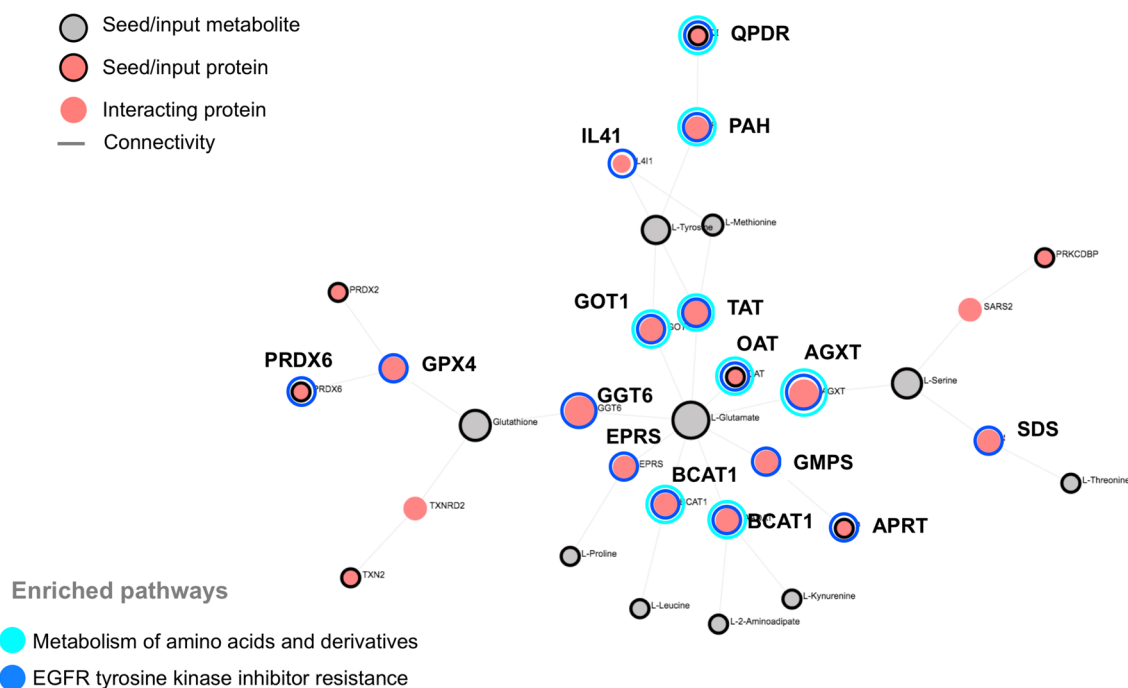 Seed/input metabolite
Seed/input protein
Interacting protein
Connectivity
QPDR
PAH
IL41
L4I1
L-Tyrosine
L-Methionine
PRKCDBP
PRDX2
GOT1
TAT
SARS2
OAT
AGXT
PRDX6
GPX4
PRDX6
AGXT
L-Serine
GGT6
GGT6
L-Glutamate
Glutathione
SDS
EPRS
EPRS
GMPS
BCAT1
CAT1
L-Threonine
TXNRD2
BCAT1
APRT
L-Proline
TXN2
L-Leucine
L-Kynurenine
L-2-Aminoadipate
Enriched pathways
Metabolism of amino acids and derivatives
EGFR tyrosine kinase inhibitor resistance